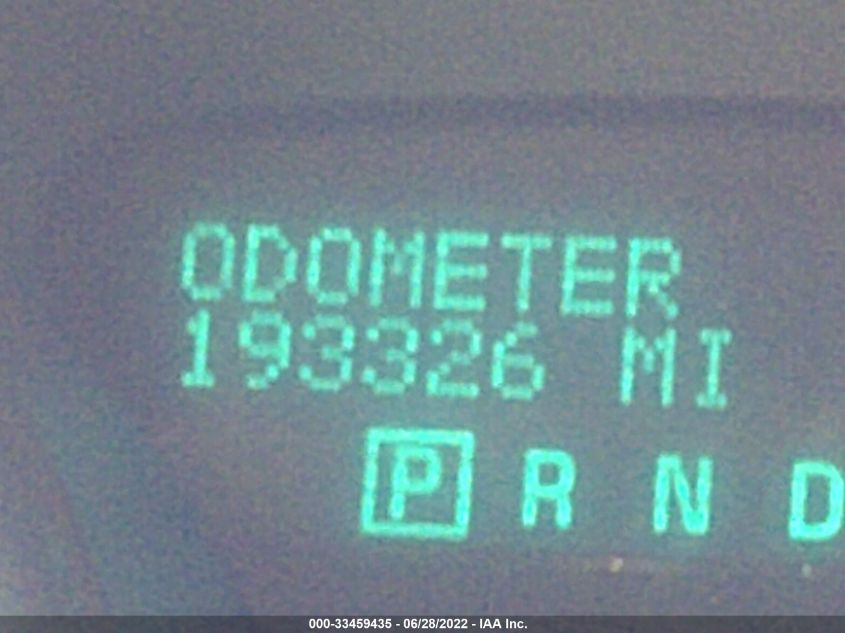 ODOMETER
193326 MI
P R N D
000-33459435 - 06/28/2022 - IAA Inc.